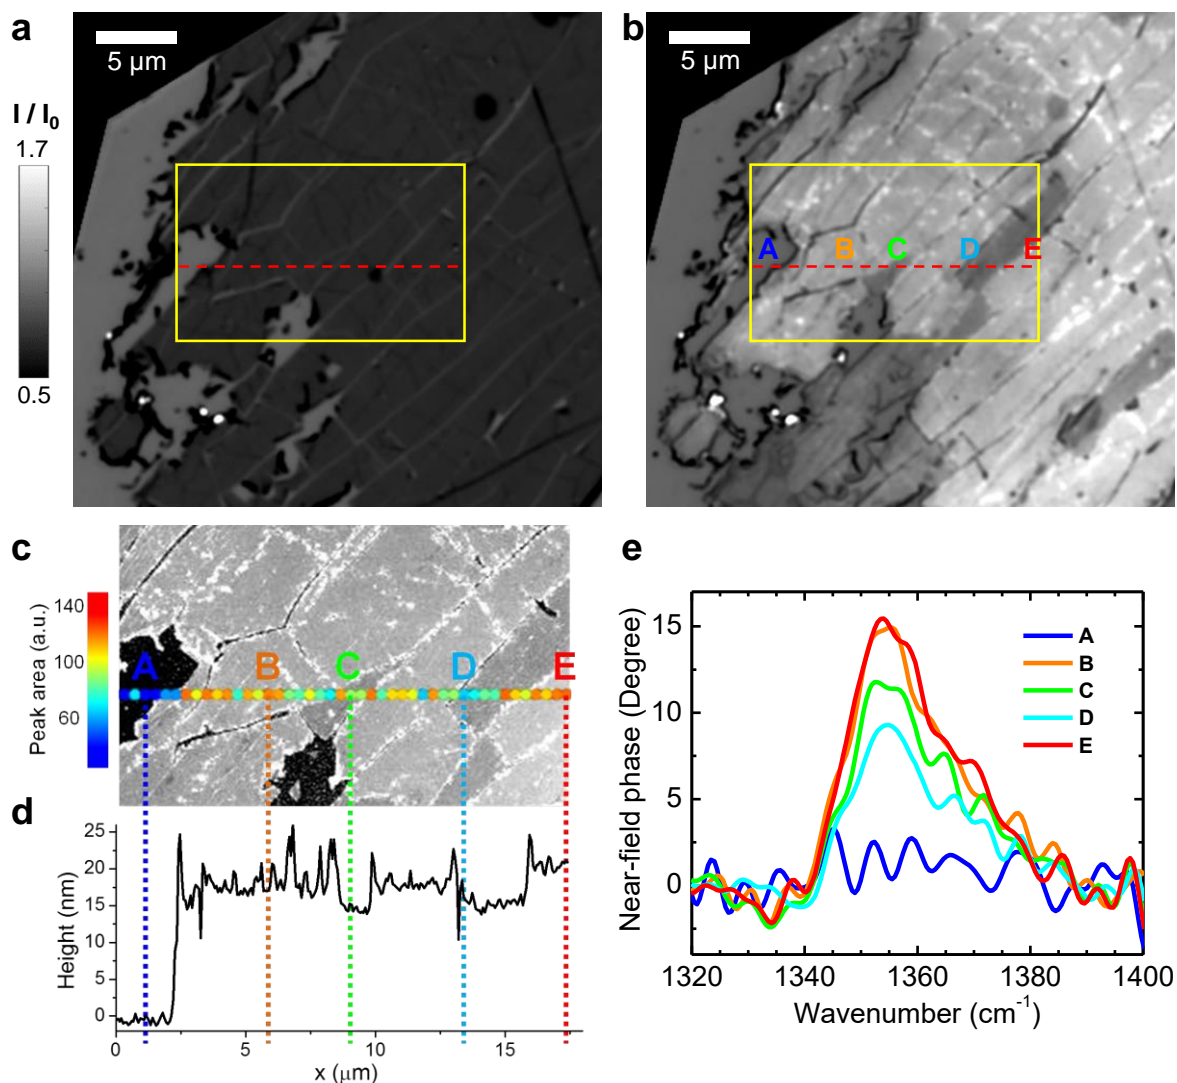 a
5 µm
I / I0
1.7
0.5
b
5 µm
A B C D E
c
Peak area (a.u.)
140
100
60
A B C D E
d
Height (nm)
25
20
15
10
5
0
0 5 10 15
x (µm)
e
Near-field phase (Degree)
15
10
5
0
A
B
C
D
E
1320 1340 1360 1380 1400
Wavenumber (cm-1)